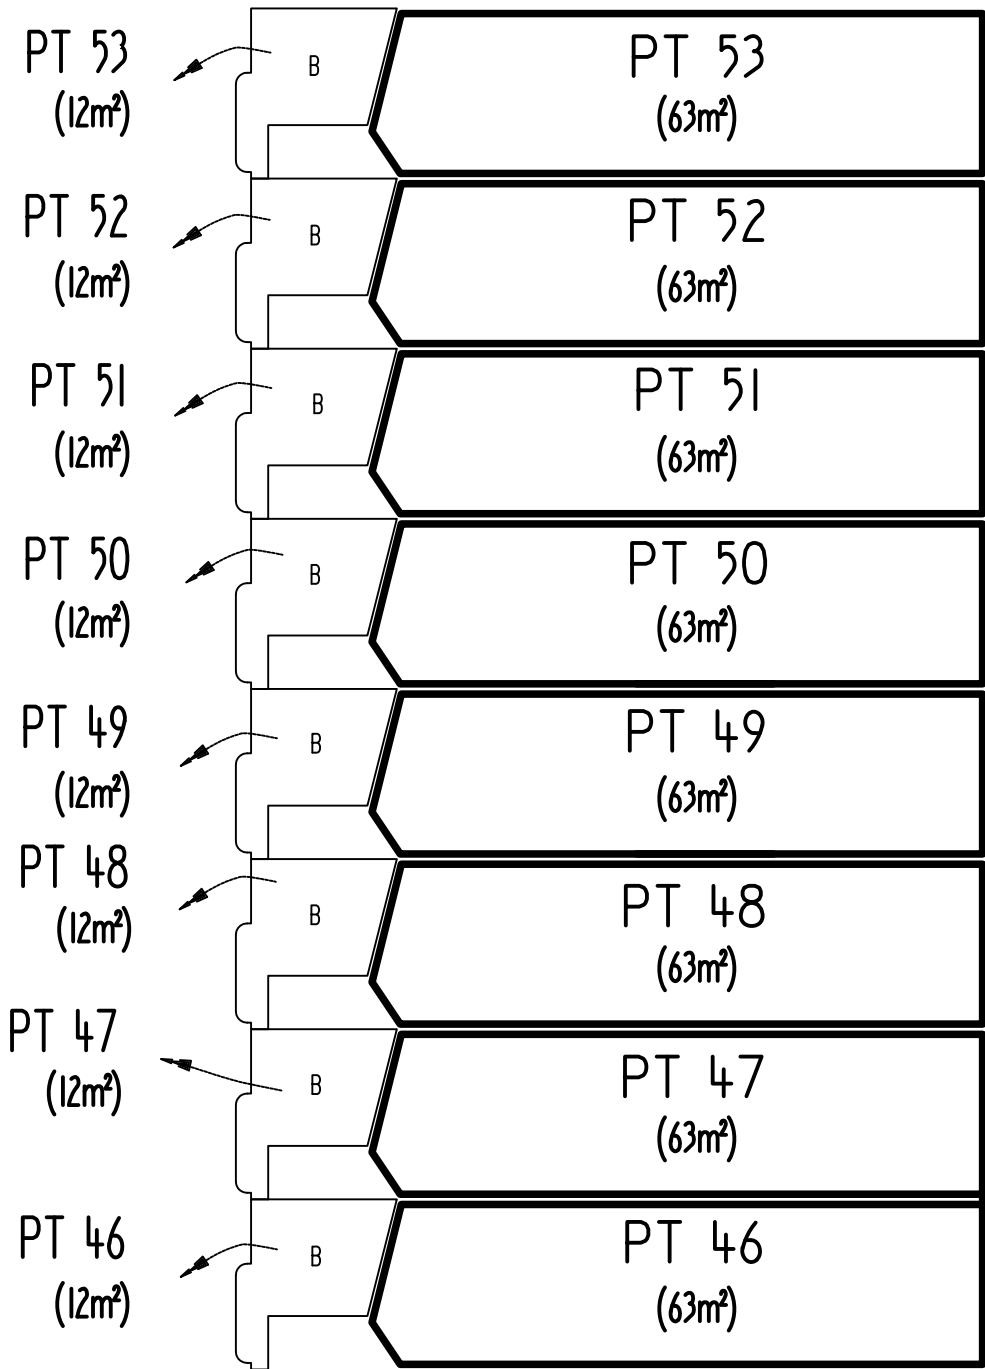 PT 53
(12m²)
B
PT 53
(63m²)
PT 52
(12m²)
B
PT 52
(63m²)
PT 51
(12m²)
B
PT 51
(63m²)
PT 50
(12m²)
B
PT 50
(63m²)
PT 49
(12m²)
B
PT 49
(63m²)
PT 48
(12m²)
B
PT 48
(63m²)
PT 47
(12m²)
B
PT 47
(63m²)
PT 46
(12m²)
B
PT 46
(63m²)